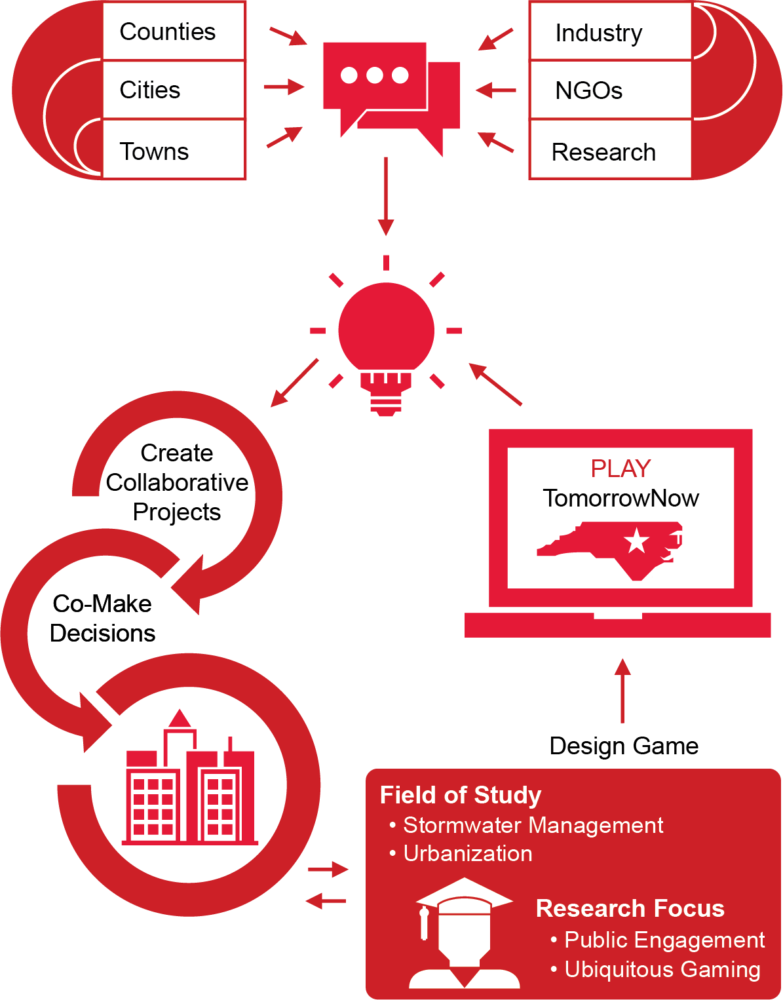 Counties
Cities
Towns
Industry
NGOs
Research
Create
Collaborative
Projects
Co-Make
Decisions
PLAY
TomorrowNow
Design Game
Field of Study
• Stormwater Management
• Urbanization
Research Focus
• Public Engagement
• Ubiquitous Gaming